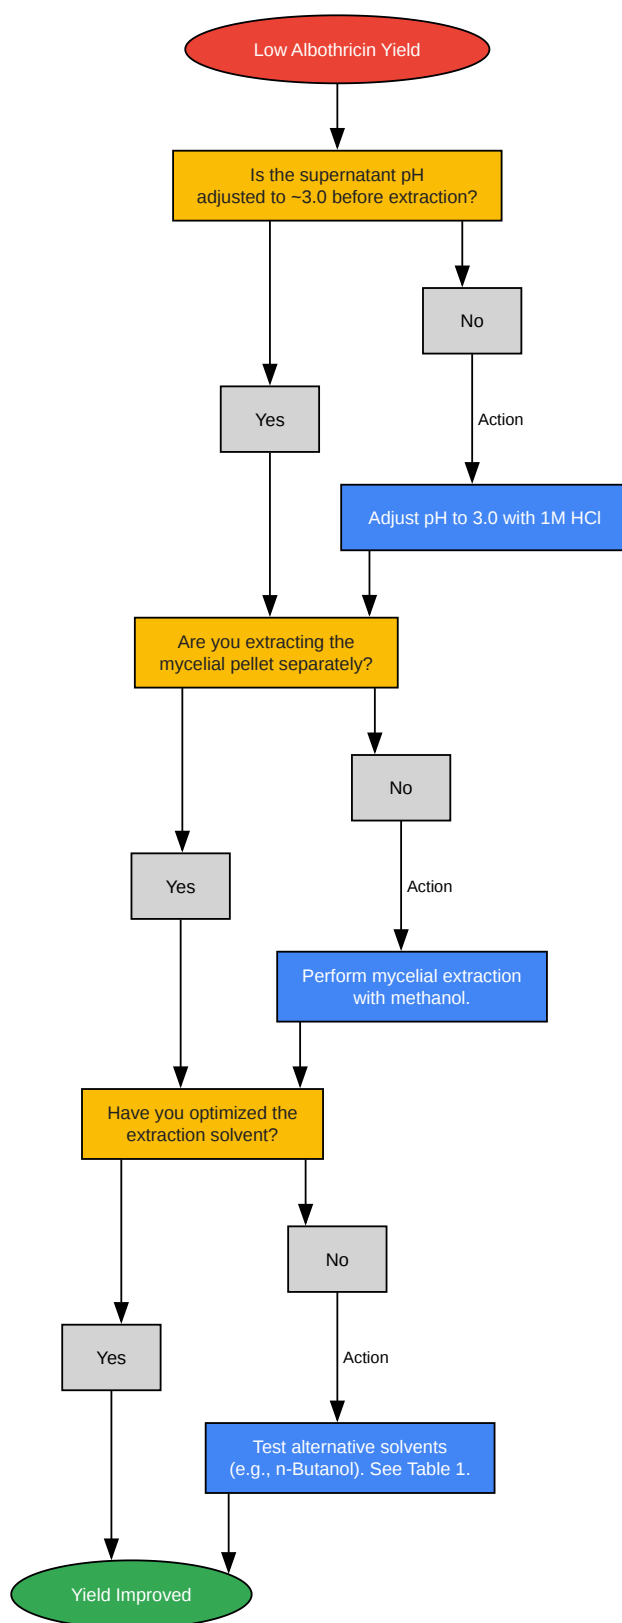 Low Albothricin Yield
Is the supernatant pH
adjusted to ~3.0 before extraction?
No
Yes
Action
Adjust pH to 3.0 with 1M HCl
Are you extracting the
mycelial pellet separately?
No
Yes
Action
Perform mycelial extraction
with methanol.
Have you optimized the
extraction solvent?
No
Yes
Action
Test alternative solvents
(e.g., n-Butanol). See Table 1.
Yield Improved